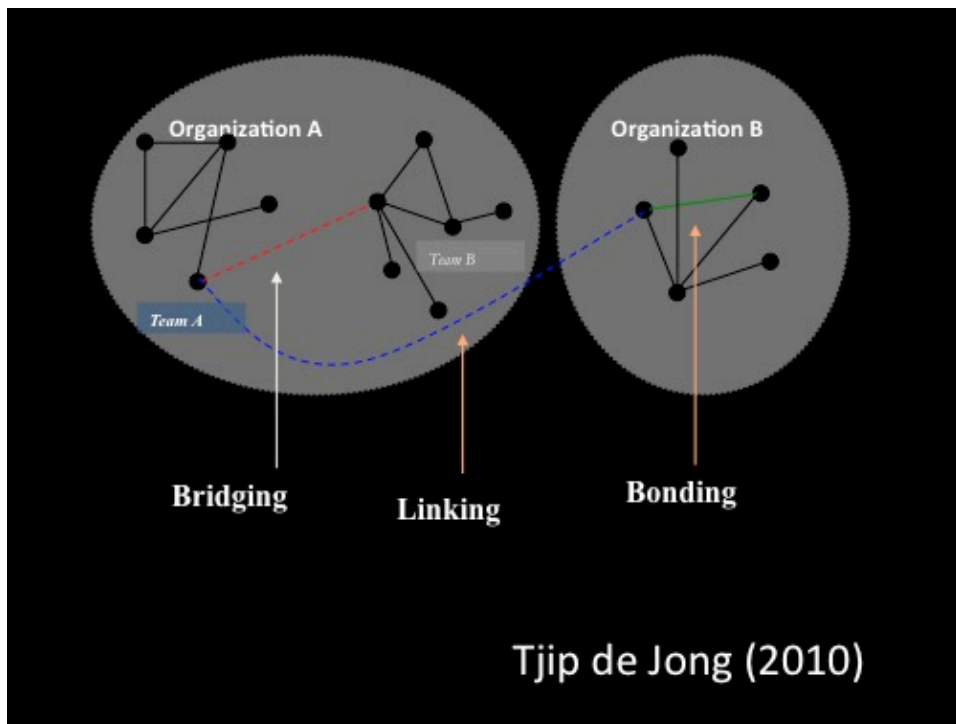 Organization A
Organization B
Team B
Team A
Bridging
Linking
Bonding
Tjip de Jong (2010)